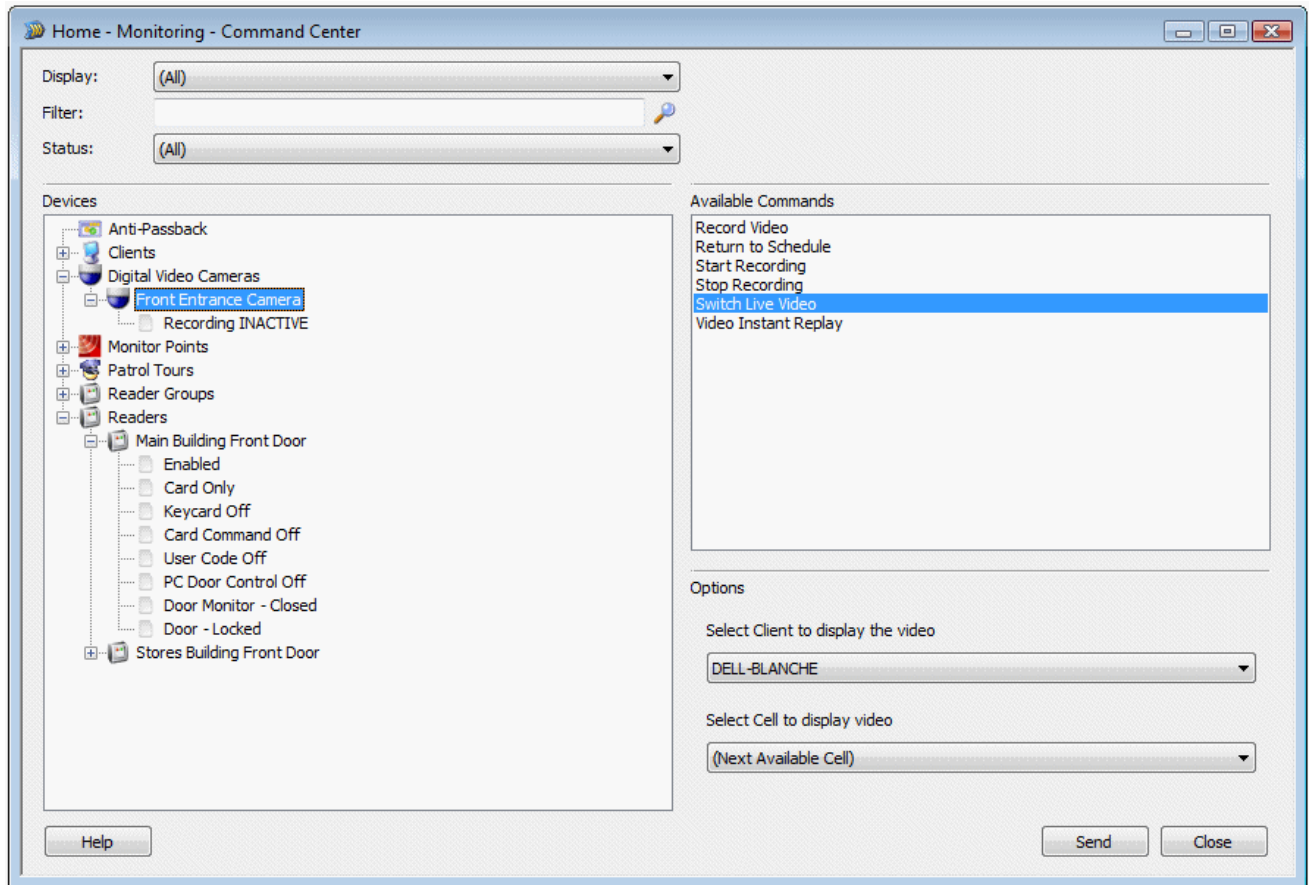 Home - Monitoring - Command Center
Display: (All)
Filter:
Status: (All)
Devices
Anti-Passback
Clients
Digital Video Cameras
Front Entrance Camera
Recording INACTIVE
Monitor Points
Patrol Tours
Reader Groups
Readers
Main Building Front Door
Enabled
Card Only
Keycard Off
Card Command Off
User Code Off
PC Door Control Off
Door Monitor - Closed
Door - Locked
Stores Building Front Door
Available Commands
Record Video
Return to Schedule
Start Recording
Stop Recording
Switch Live Video
Video Instant Replay
Options
Select Client to display the video
DELL-BLANCHE
Select Cell to display video
(Next Available Cell)
Help Send Close